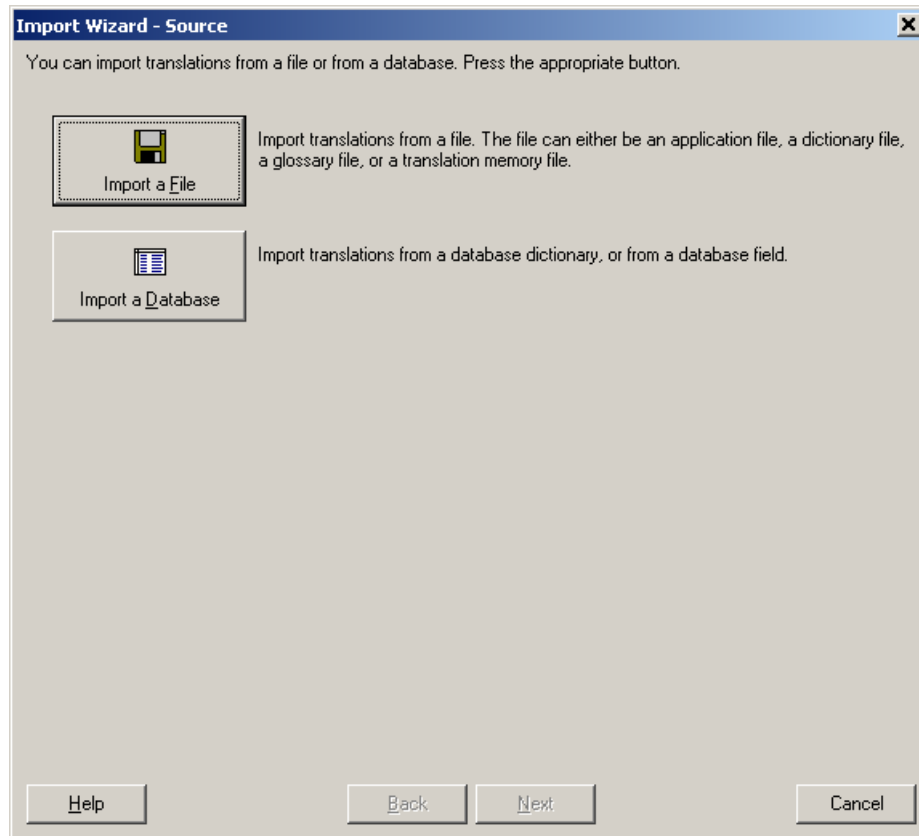 Import Wizard - Source
You can import translations from a file or from a database. Press the appropriate button.
Import a File
Import translations from a file. The file can either be an application file, a dictionary file,
a glossary file, or a translation memory file.
Import a Database
Import translations from a database dictionary, or from a database field.
Help
Back
Next
Cancel